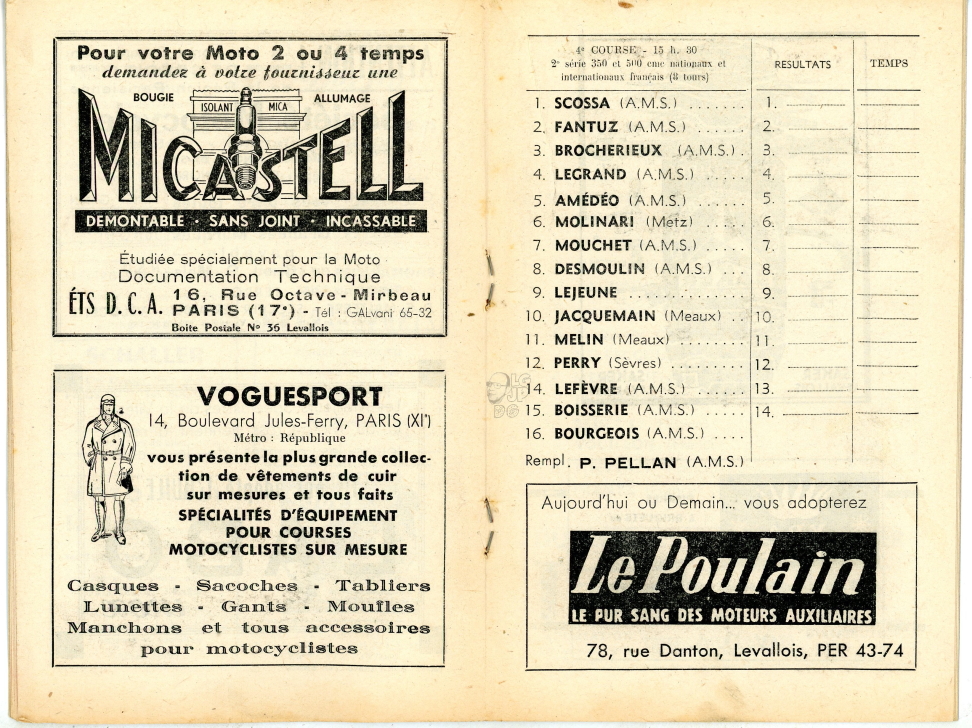 Pour votre Moto 2 ou 4 temps
demandez à votre fournisseur une
BOUGIE ISOLANT MICA ALLUMAGE
MICASTELL
DEMONTABLE · SANS JOINT · INCASSABLE
Étudiée spécialement pour la Moto
Documentation Technique
ÉTS D.C.A. 16, Rue Octave-Mirbeau
PARIS (17e) - Tél : GALvani 65-32
Boite Postale No 36 Levallois
VOGUESPORT
14, Boulevard Jules-Ferry, PARIS (XIe)
Métro : République
vous présente la plus grande collec-
tion de vêtements de cuir
sur mesures et tous faits
SPÉCIALITÉS D'ÉQUIPEMENT
POUR COURSES
MOTOCYCLISTES SUR MESURE
Casques - Sacoches - Tabliers
Lunettes - Gants - Moufles
Manchons et tous accessoires
pour motocyclistes
4e COURSE - 15 h. 30
2e série 350 et 500 cmc nationaux et
internationaux français (8 tours)
RESULTATS
TEMPS
1. SCOSSA (A.M.S.) ....... 1.
2. FANTUZ (A.M.S.) ...... 2.
3. BROCHERIEUX (A.M.S.) . 3.
4. LEGRAND (A.M.S.) ..... 4.
5. AMÉDÉO (A.M.S.) ...... 5.
6. MOLINARI (Metz) ...... 6.
7. MOUCHET (A.M.S.) ..... 7.
8. DESMOULIN (A.M.S.) ... 8.
9. LEJEUNE .............. 9.
10. JACQUEMAIN (Meaux) .. 10.
11. MELIN (Meaux) ....... 11.
12. PERRY (Sèvres) ...... 12.
14. LEFÈVRE (A.M.S.) .... 13.
15. BOISSERIE (A.M.S.) ... 14.
16. BOURGEOIS (A.M.S.) ....
Rempl. P. PELLAN (A.M.S.)
Aujourd'hui ou Demain... vous adopterez
Le Poulain
LE PUR SANG DES MOTEURS AUXILIAIRES
78, rue Danton, Levallois, PER 43-74
LG
JP
DG